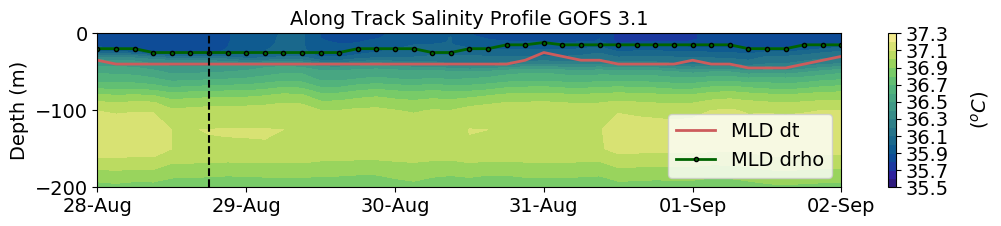 Along Track Salinity Profile GOFS 3.1
Depth (m)
0
−100
−200
28-Aug
29-Aug
30-Aug
31-Aug
01-Sep
02-Sep
MLD dt
MLD drho
37.3
37.1
36.9
36.7
36.5
36.3
36.1
35.9
35.7
35.5
(°C)